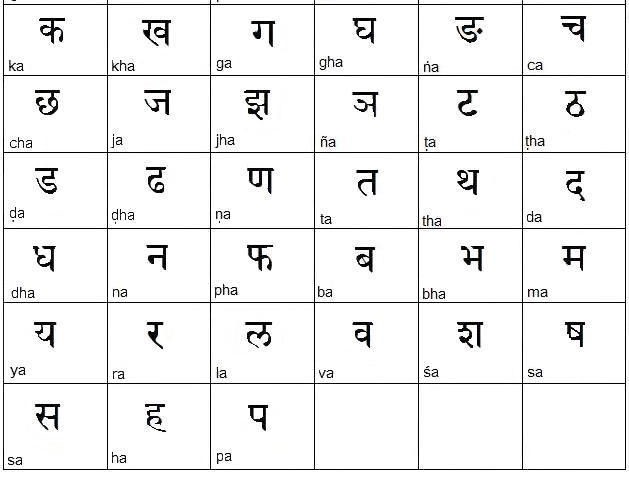 क ख ग घ ङ च
ka kha ga gha ṅa ca
छ ज झ ञ ट ठ
cha ja jha ña ṭa ṭha
ड ढ ण त थ द
ḍa ḍha ṇa ta tha da
ध न फ ब भ म
dha na pha ba bha ma
य र ल व श ष
ya ra la va śa sa
स ह प
sa ha pa